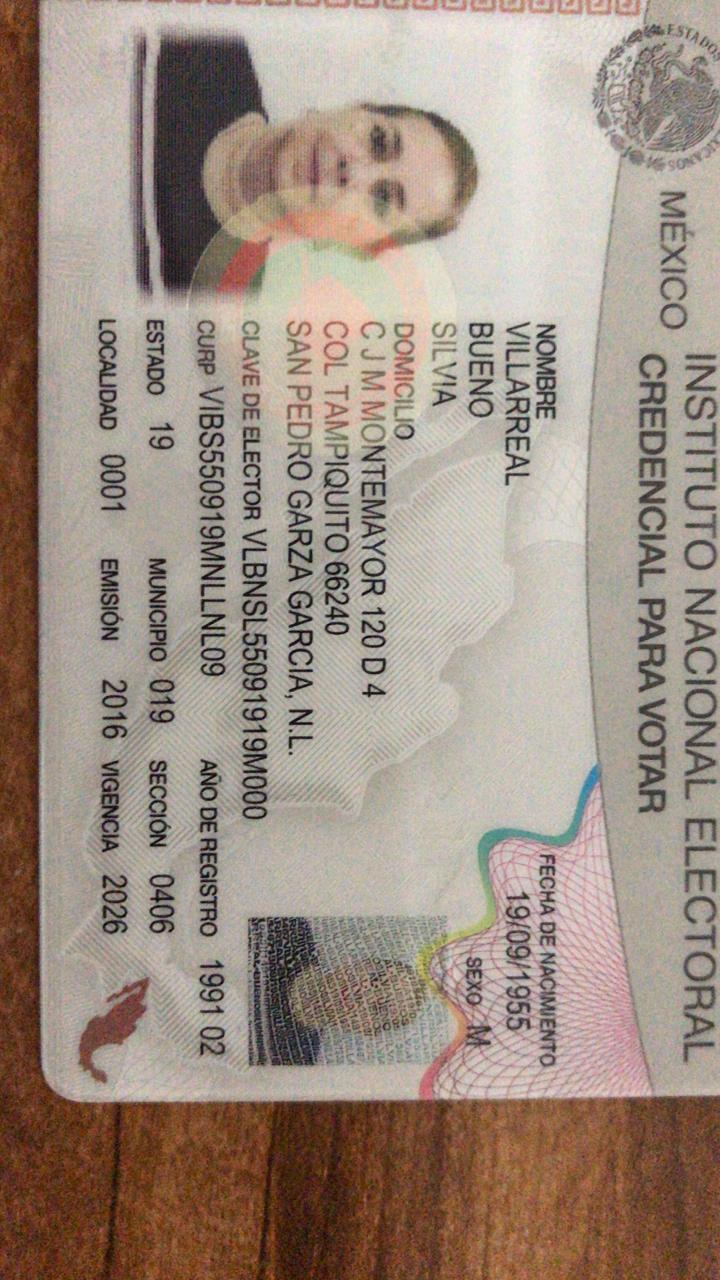 ESTADOS
MÉXICO INSTITUTO NACIONAL ELECTORAL
CREDENCIAL PARA VOTAR
NOMBRE
VILLARREAL
BUENO
SILVIA
FECHA DE NACIMIENTO
19/09/1955
SEXO M
DOMICILIO
C J M MONTEMAYOR 120 D 4
COL TAMPIQUITO 66240
SAN PEDRO GARZA GARCIA, N.L.
CLAVE DE ELECTOR VLBNSL55091919M000
CURP VIBS550919MNLLNL09 AÑO DE REGISTRO 1991 02
ESTADO 19 MUNICIPIO 019 SECCIÓN 0406
LOCALIDAD 0001 EMISIÓN 2016 VIGENCIA 2026